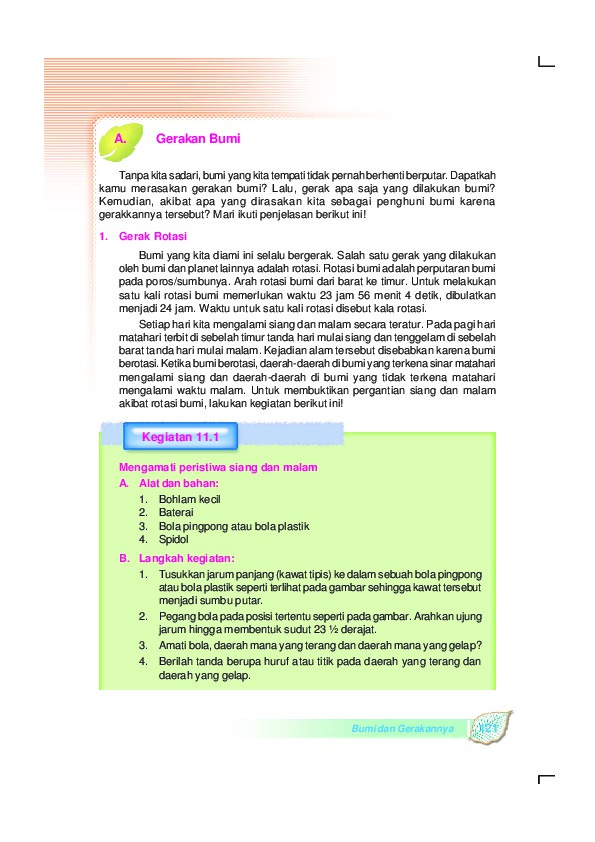 A. Gerakan Bumi
Tanpa kita sadari, bumi yang kita tempati tidak pernah berhenti berputar. Dapatkah
kamu merasakan gerakan bumi? Lalu, gerak apa saja yang dilakukan bumi?
Kemudian, akibat apa yang dirasakan kita sebagai penghuni bumi karena
gerakkannya tersebut? Mari ikuti penjelasan berikut ini!
1. Gerak Rotasi
Bumi yang kita diami ini selalu bergerak. Salah satu gerak yang dilakukan
oleh bumi dan planet lainnya adalah rotasi. Rotasi bumi adalah perputaran bumi
pada poros/sumbunya. Arah rotasi bumi dari barat ke timur. Untuk melakukan
satu kali rotasi bumi memerlukan waktu 23 jam 56 menit 4 detik, dibulatkan
menjadi 24 jam. Waktu untuk satu kali rotasi disebut kala rotasi.
Setiap hari kita mengalami siang dan malam secara teratur. Pada pagi hari
matahari terbit di sebelah timur tanda hari mulai siang dan tenggelam di sebelah
barat tanda hari mulai malam. Kejadian alam tersebut disebabkan karena bumi
berotasi. Ketika bumi berotasi, daerah-daerah di bumi yang terkena sinar matahari
mengalami siang dan daerah-daerah di bumi yang tidak terkena matahari
mengalami waktu malam. Untuk membuktikan pergantian siang dan malam
akibat rotasi bumi, lakukan kegiatan berikut ini!
Kegiatan 11.1
Mengamati peristiwa siang dan malam
A. Alat dan bahan:
1. Bohlam kecil
2. Baterai
3. Bola pingpong atau bola plastik
4. Spidol
B. Langkah kegiatan:
1. Tusukkan jarum panjang (kawat tipis) ke dalam sebuah bola pingpong
atau bola plastik seperti terlihat pada gambar sehingga kawat tersebut
menjadi sumbu putar.
2. Pegang bola pada posisi tertentu seperti pada gambar. Arahkan ujung
jarum hingga membentuk sudut 23 ½ derajat.
3. Amati bola, daerah mana yang terang dan daerah mana yang gelap?
4. Berilah tanda berupa huruf atau titik pada daerah yang terang dan
daerah yang gelap.
Bumi dan Gerakannya
121